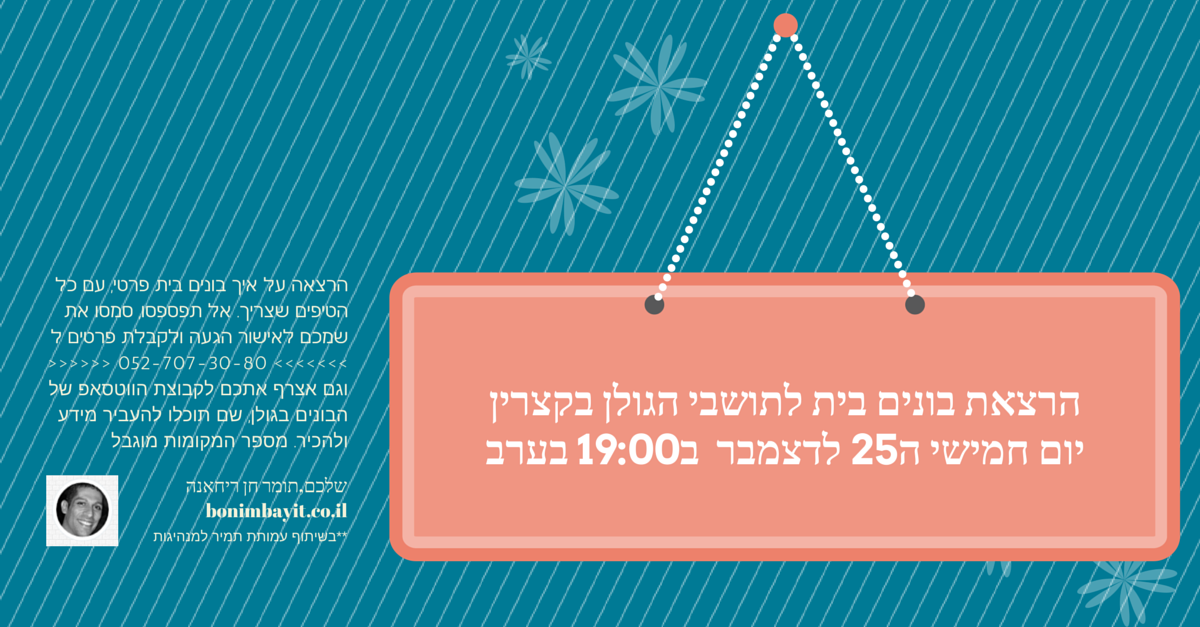 הרצאת בונים בית לתושבי הגולן בקצרין
יום חמישי ה25 לדצמבר ב19:00 בערב
הרצאה על איך בונים בית פרטי, עם כל
הטיפים שצריך. אל תפספסו, סמסו את
שמכם לאישור הגעה ולקבלת פרטים ל
>>>>>> 052-707-30-80 <<<<<<<
וגם אצרף אתכם לקבוצת הווטסאפ של
הבונים בגולן, שם תוכלו להעביר מידע
ולהכיר. מספר המקומות מוגבל
שלכם,תומר חן ריחאנה
bonimbayit.co.il
**בשיתוף עמותת תמיר למנהיגות